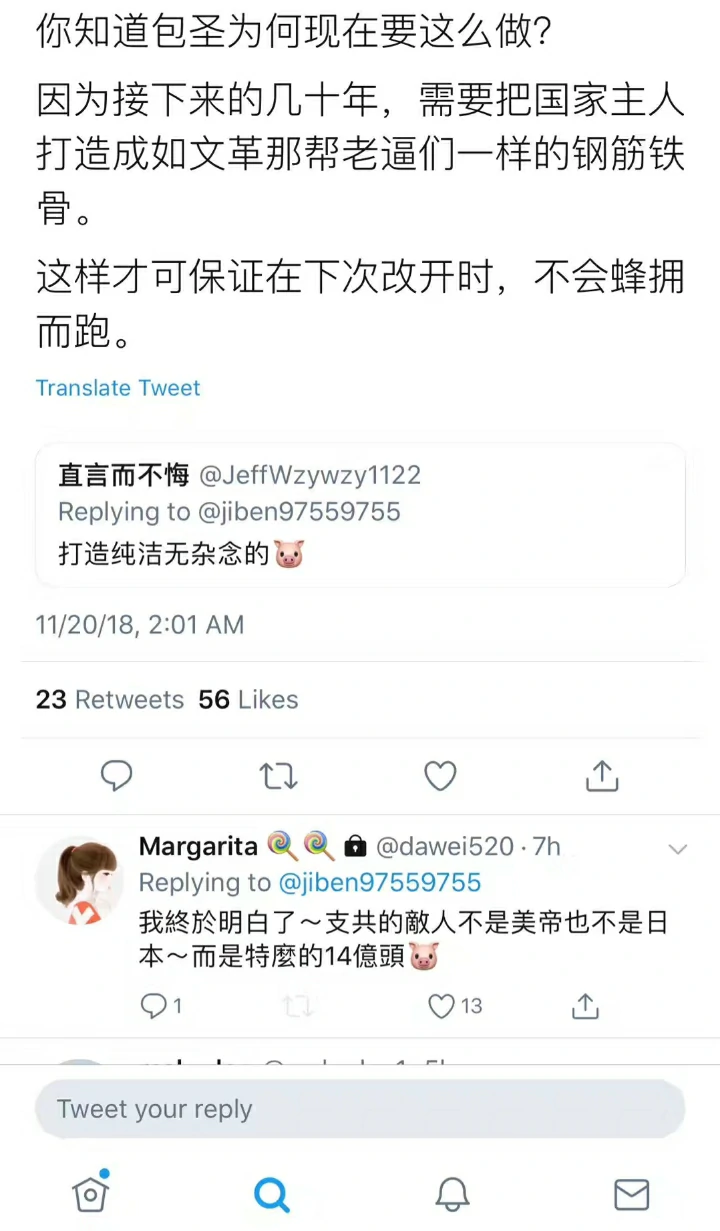 你知道包圣为何现在要这么做?
因为接下来的几十年，需要把国家主人
打造成如文革那帮老逼们一样的钢筋铁
骨。
这样才可保证在下次改开时，不会蜂拥
而跑。
Translate Tweet
直言而不悔 @JeffWzywzy1122
Replying to @jiben97559755
打造纯洁无杂念的🐷
11/20/18, 2:01 AM
23 Retweets 56 Likes
Margarita 🍭🍭 @dawei520 · 7h
Replying to @jiben97559755
我終於明白了～支共的敵人不是美帝也不是日
本～而是特麼的14億頭🐷
1 13
Tweet your reply